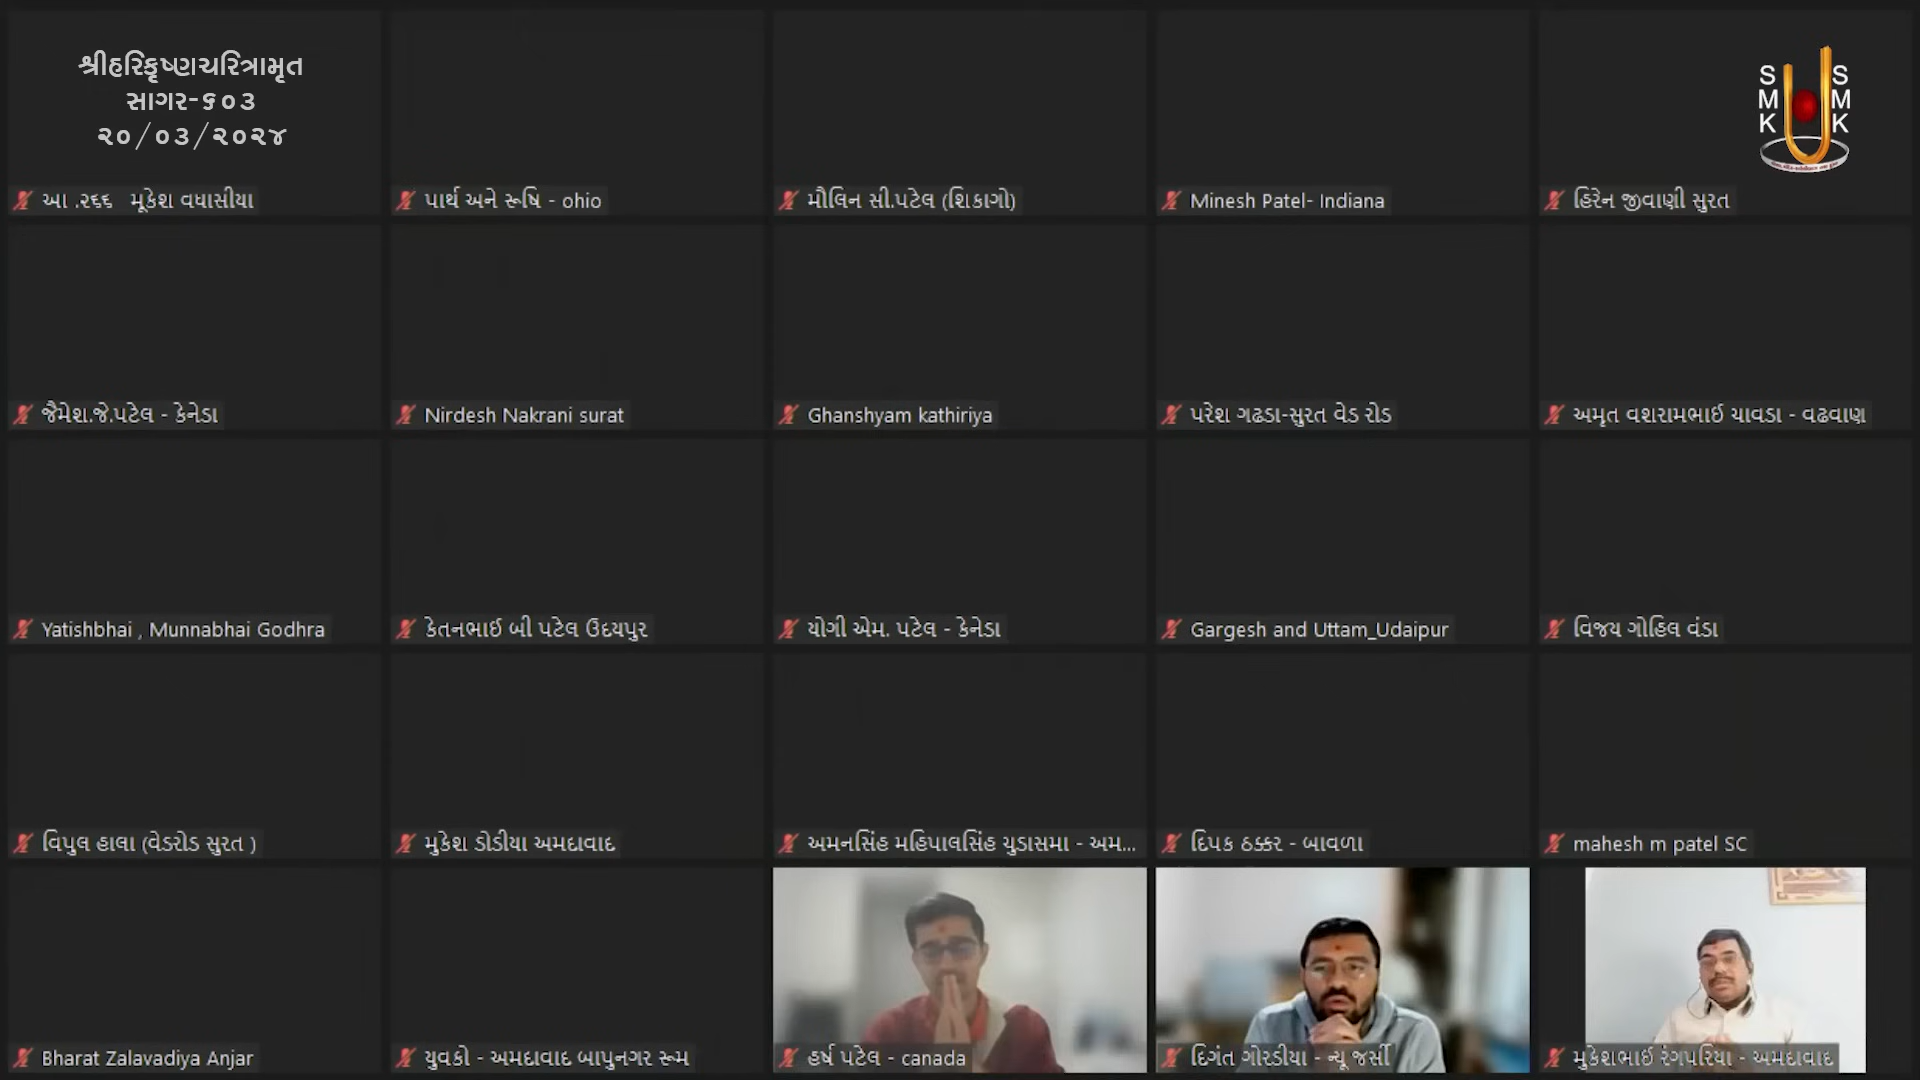 શ્રીહરિકૃષ્ણચરિત્રામૃત
સાગર-ક૦૩
૨૦/૦૩/૨૦૨૪
S S
M M
K K
આ .૨૬૬ મૂકેશ વધાસીયા
પાર્થ અને રૂષિ - ohio
મૌલિન સી.પટેલ (શિકાગો)
Minesh Patel- Indiana
હિરેન જીવાણી સુરત
જૈમેશ.જે.પટેલ - કેનેડા
Nirdesh Nakrani surat
Ghanshyam kathiriya
પરેશ ગઢડા-સુરત વેડ રોડ
અમૃત વશરામભાઈ ચાવડા - વઢવાણ
Yatishbhai , Munnabhai Godhra
કેતનભાઈ બી પટેલ ઉદયપુર
યોગી એમ. પટેલ - કેનેડા
Gargesh and Uttam_Udaipur
વિજય ગોહિલ વંડા
વિપુલ હાલા (વેડરોડ સુરત )
મુકેશ ડોડીયા અમદાવાદ
અમનસિંહ મહિપાલસિંહ ચુડાસમા - અમ...
દિપક ઠક્કર - બાવળા
mahesh m patel SC
Bharat Zalavadiya Anjar
યુવકો - અમદાવાદ બાપુનગર રૂમ
હર્ષ પટેલ - canada
દિગંત ગોરડીયા - ન્યૂ જર્સી
મુકેશભાઈ રંગપરિયા - અમદાવાદ